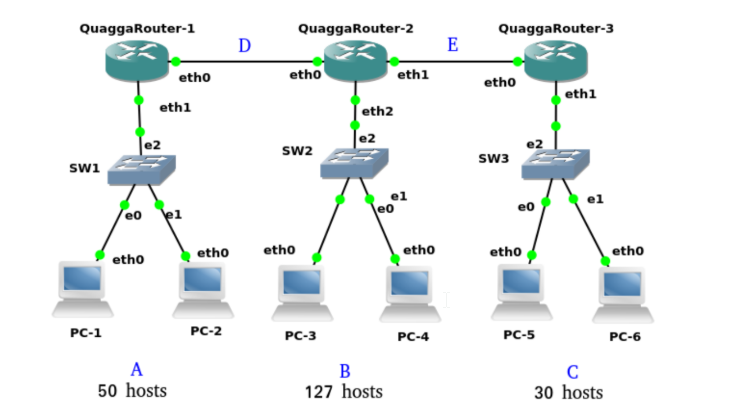 QuaggaRouter-1
QuaggaRouter-2
QuaggaRouter-3
D
E
eth0
eth0
eth1
eth0
eth1
eth2
eth1
e2
e2
e2
SW1
SW2
SW3
e0
e1
e1
e0
e0
e1
eth0
eth0
eth0
eth0
eth0
eth0
PC-1
PC-2
PC-3
PC-4
PC-5
PC-6
A
B
C
50 hosts
127 hosts
30 hosts